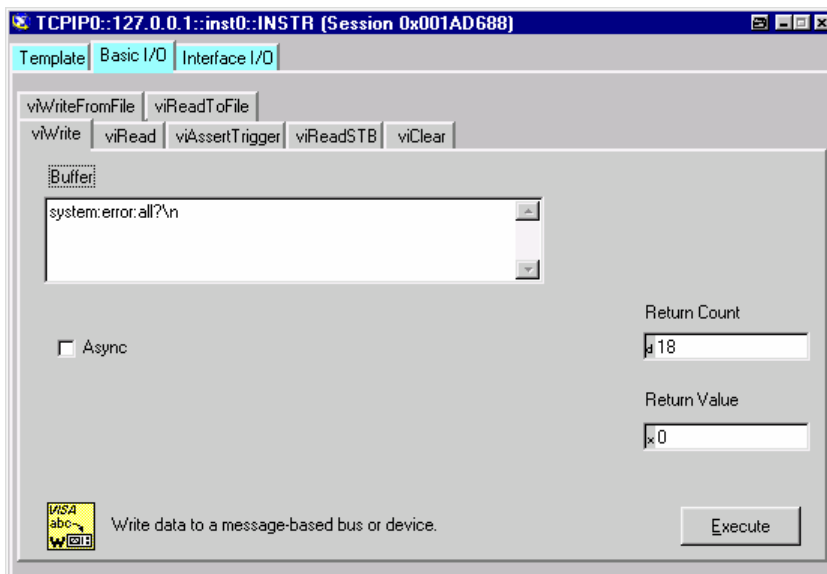 TCPIP0::127.0.0.1::inst0::INSTR (Session 0x001AD688)
Template Basic I/O Interface I/O
viWriteFromFile viReadToFile
viWrite viRead viAssertTrigger viReadSTB viClear
Buffer
system:error:all?\n
Return Count
Async
d 18
Return Value
x 0
VISA
abc
W
Write data to a message-based bus or device.
Execute